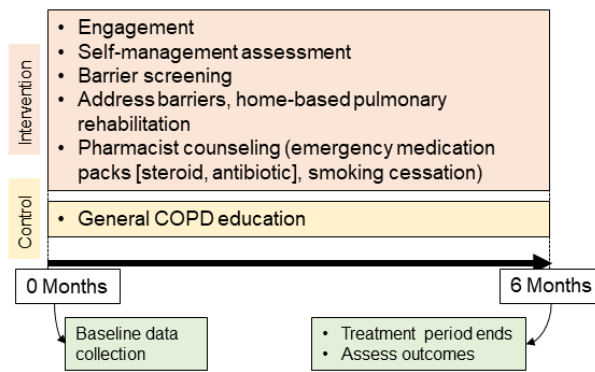 Intervention
• Engagement
• Self-management assessment
• Barrier screening
• Address barriers, home-based pulmonary
rehabilitation
• Pharmacist counseling (emergency medication
packs [steroid, antibiotic], smoking cessation)
Control
• General COPD education
0 Months
6 Months
Baseline data
collection
• Treatment period ends
• Assess outcomes